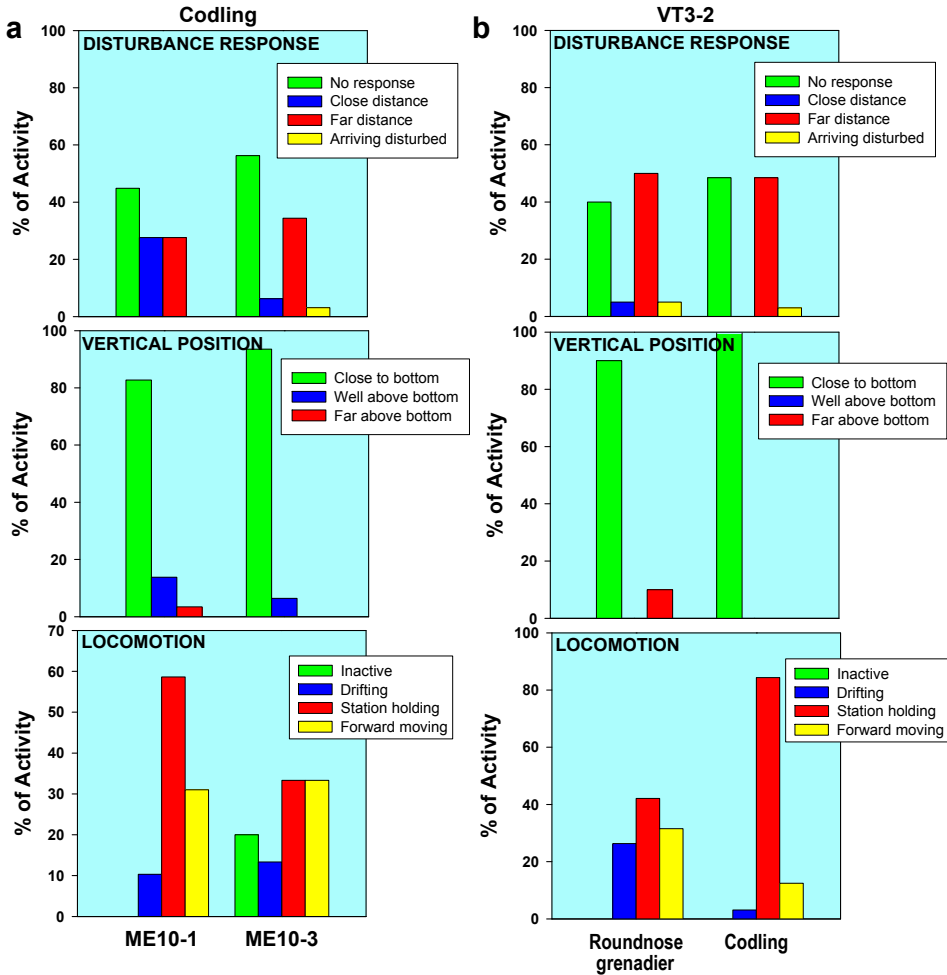 Codling
a
DISTURBANCE RESPONSE
No response
Close distance
Far distance
Arriving disturbed
% of Activity
100
80
60
40
20
0
VERTICAL POSITION
Close to bottom
Well above bottom
Far above bottom
% of Activity
100
80
60
40
20
0
LOCOMOTION
Inactive
Drifting
Station holding
Forward moving
% of Activity
70
60
50
40
30
20
10
0
ME10-1 ME10-3
VT3-2
b
DISTURBANCE RESPONSE
No response
Close distance
Far distance
Arriving disturbed
% of Activity
100
80
60
40
20
0
VERTICAL POSITION
Close to bottom
Well above bottom
Far above bottom
% of Activity
100
80
60
40
20
0
LOCOMOTION
Inactive
Drifting
Station holding
Forward moving
% of Activity
100
80
60
40
20
0
Roundnose
grenadier
Codling